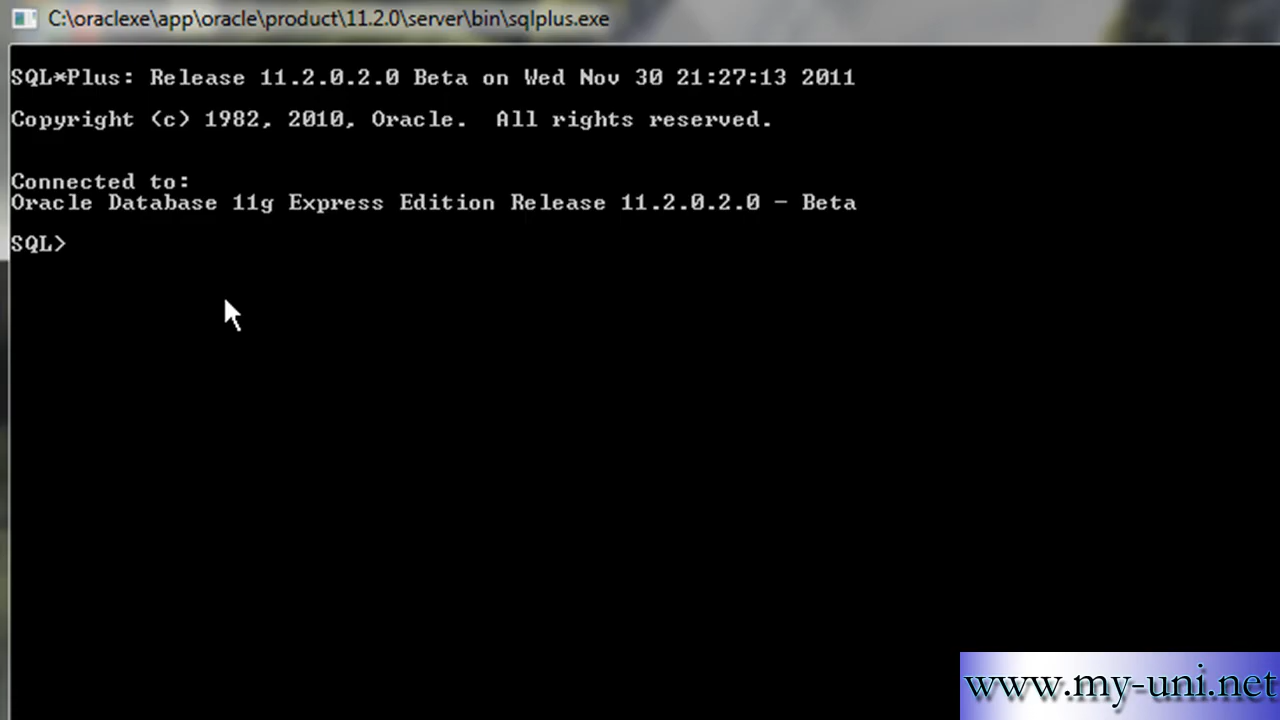 C:\oraclexe\app\oracle\product\11.2.0\server\bin\sqlplus.exe
SQL*Plus: Release 11.2.0.2.0 Beta on Wed Nov 30 21:27:13 2011
Copyright (c) 1982, 2010, Oracle.  All rights reserved.
Connected to:
Oracle Database 11g Express Edition Release 11.2.0.2.0 - Beta
SQL>
www.my-uni.net